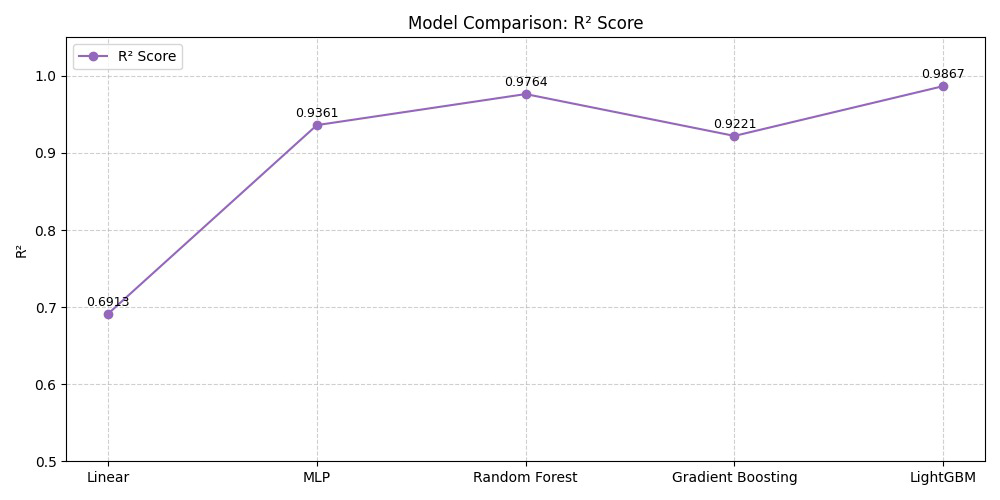 Model Comparison: R² Score
R² Score
1.0
0.9
0.8
0.7
0.6
0.5
R²
0.6913
0.9361
0.9764
0.9221
0.9867
Linear
MLP
Random Forest
Gradient Boosting
LightGBM